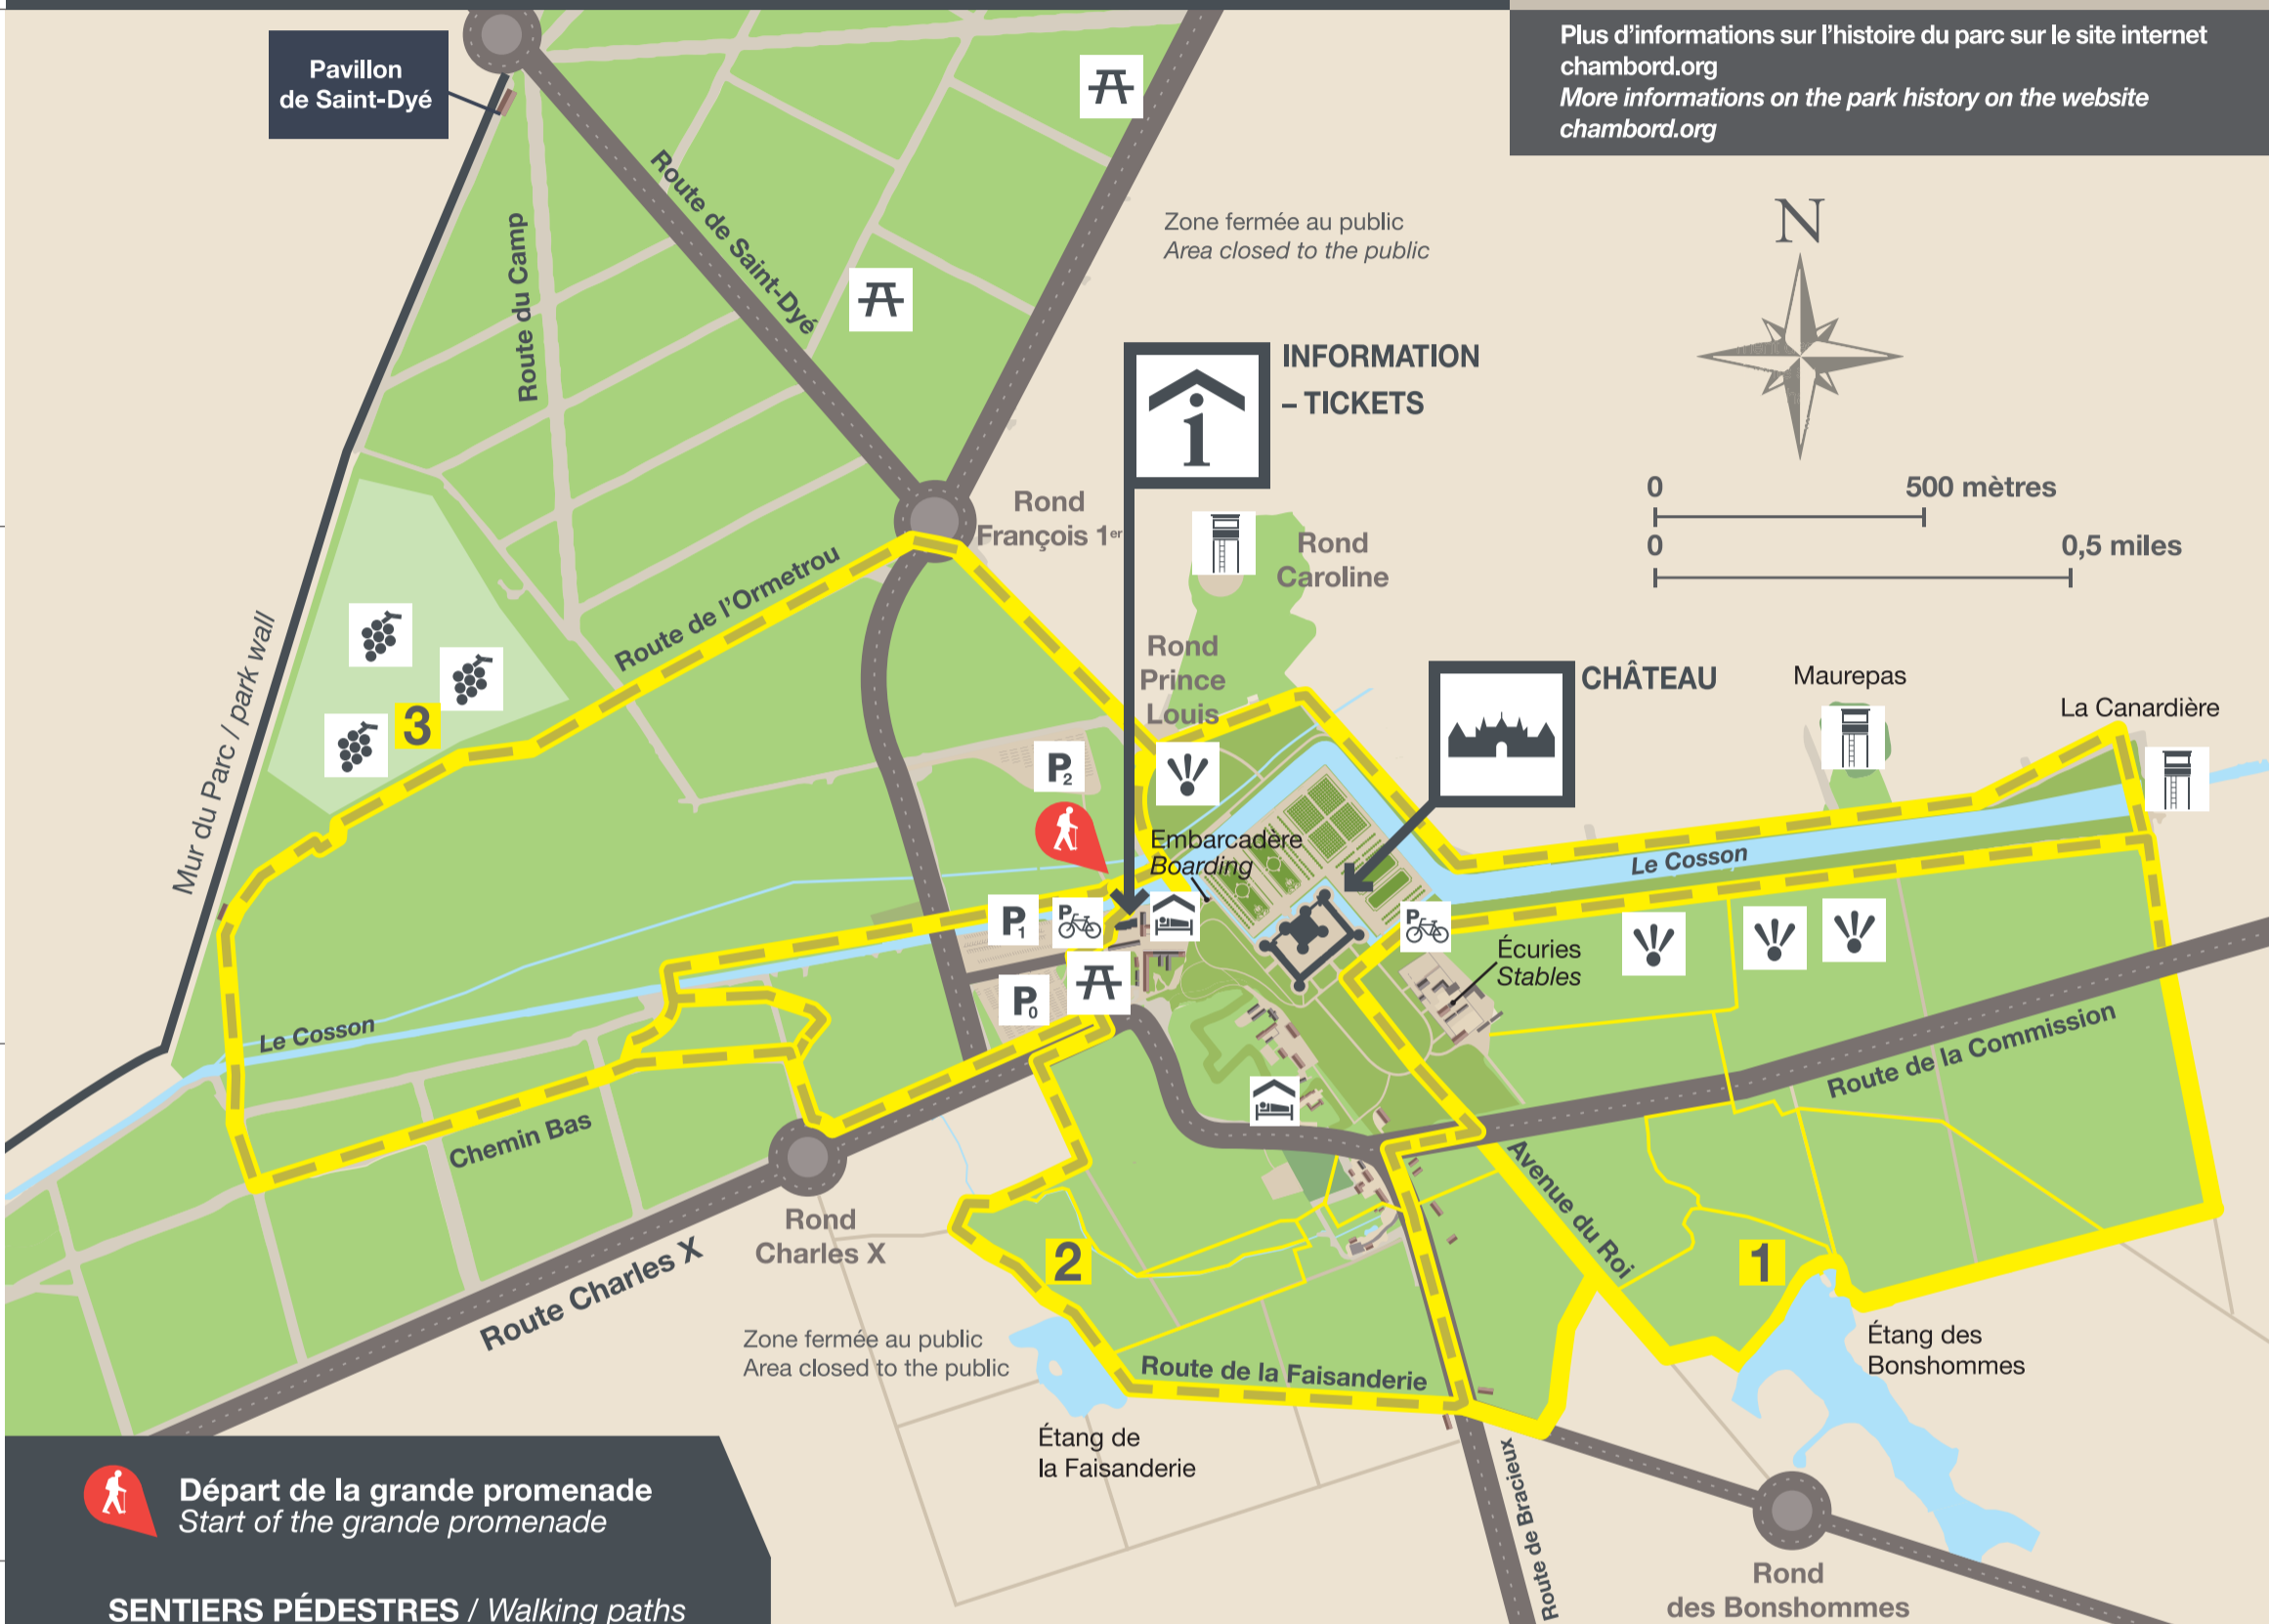 Plus d'informations sur l'histoire du parc sur le site internet
chambord.org
More informations on the park history on the website
chambord.org
Pavillon
de Saint-Dyé
Route de Saint-Dyé
Route du Camp
Zone fermée au public
Area closed to the public
N
INFORMATION
– TICKETS
i
0
500 mètres
0
0,5 miles
Rond
François 1er
Rond
Caroline
Route de l'Ormetrou
Mur du Parc / park wall
Rond
Prince
Louis
CHÂTEAU
Maurepas
La Canardière
3
P2
Embarcadère
Boarding
Le Cosson
P1
P
P
Écuries
Stables
P0
Le Cosson
Route de la Commission
Chemin Bas
Avenue du Roi
Rond
Charles X
2
1
Route Charles X
Zone fermée au public
Area closed to the public
Route de la Faisanderie
Étang des
Bonshommes
Étang de
la Faisanderie
Route de Bracieux
Rond
des Bonshommes
Départ de la grande promenade
Start of the grande promenade
SENTIERS PÉDESTRES / Walking paths